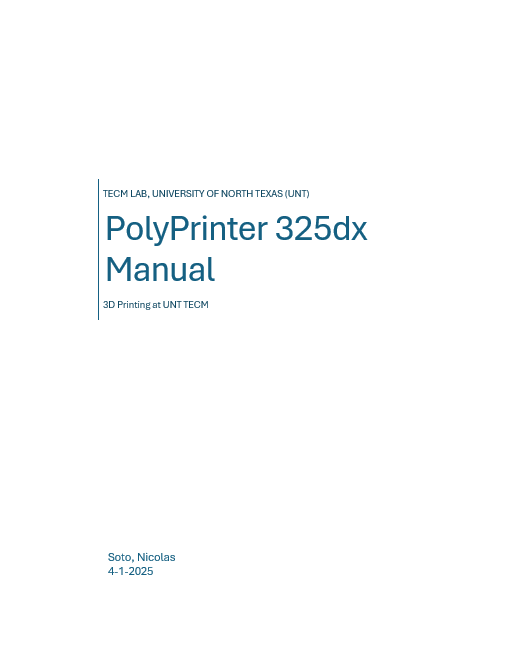 TECM LAB, UNIVERSITY OF NORTH TEXAS (UNT)
PolyPrinter 325dx
Manual
3D Printing at UNT TECM
Soto, Nicolas
4-1-2025